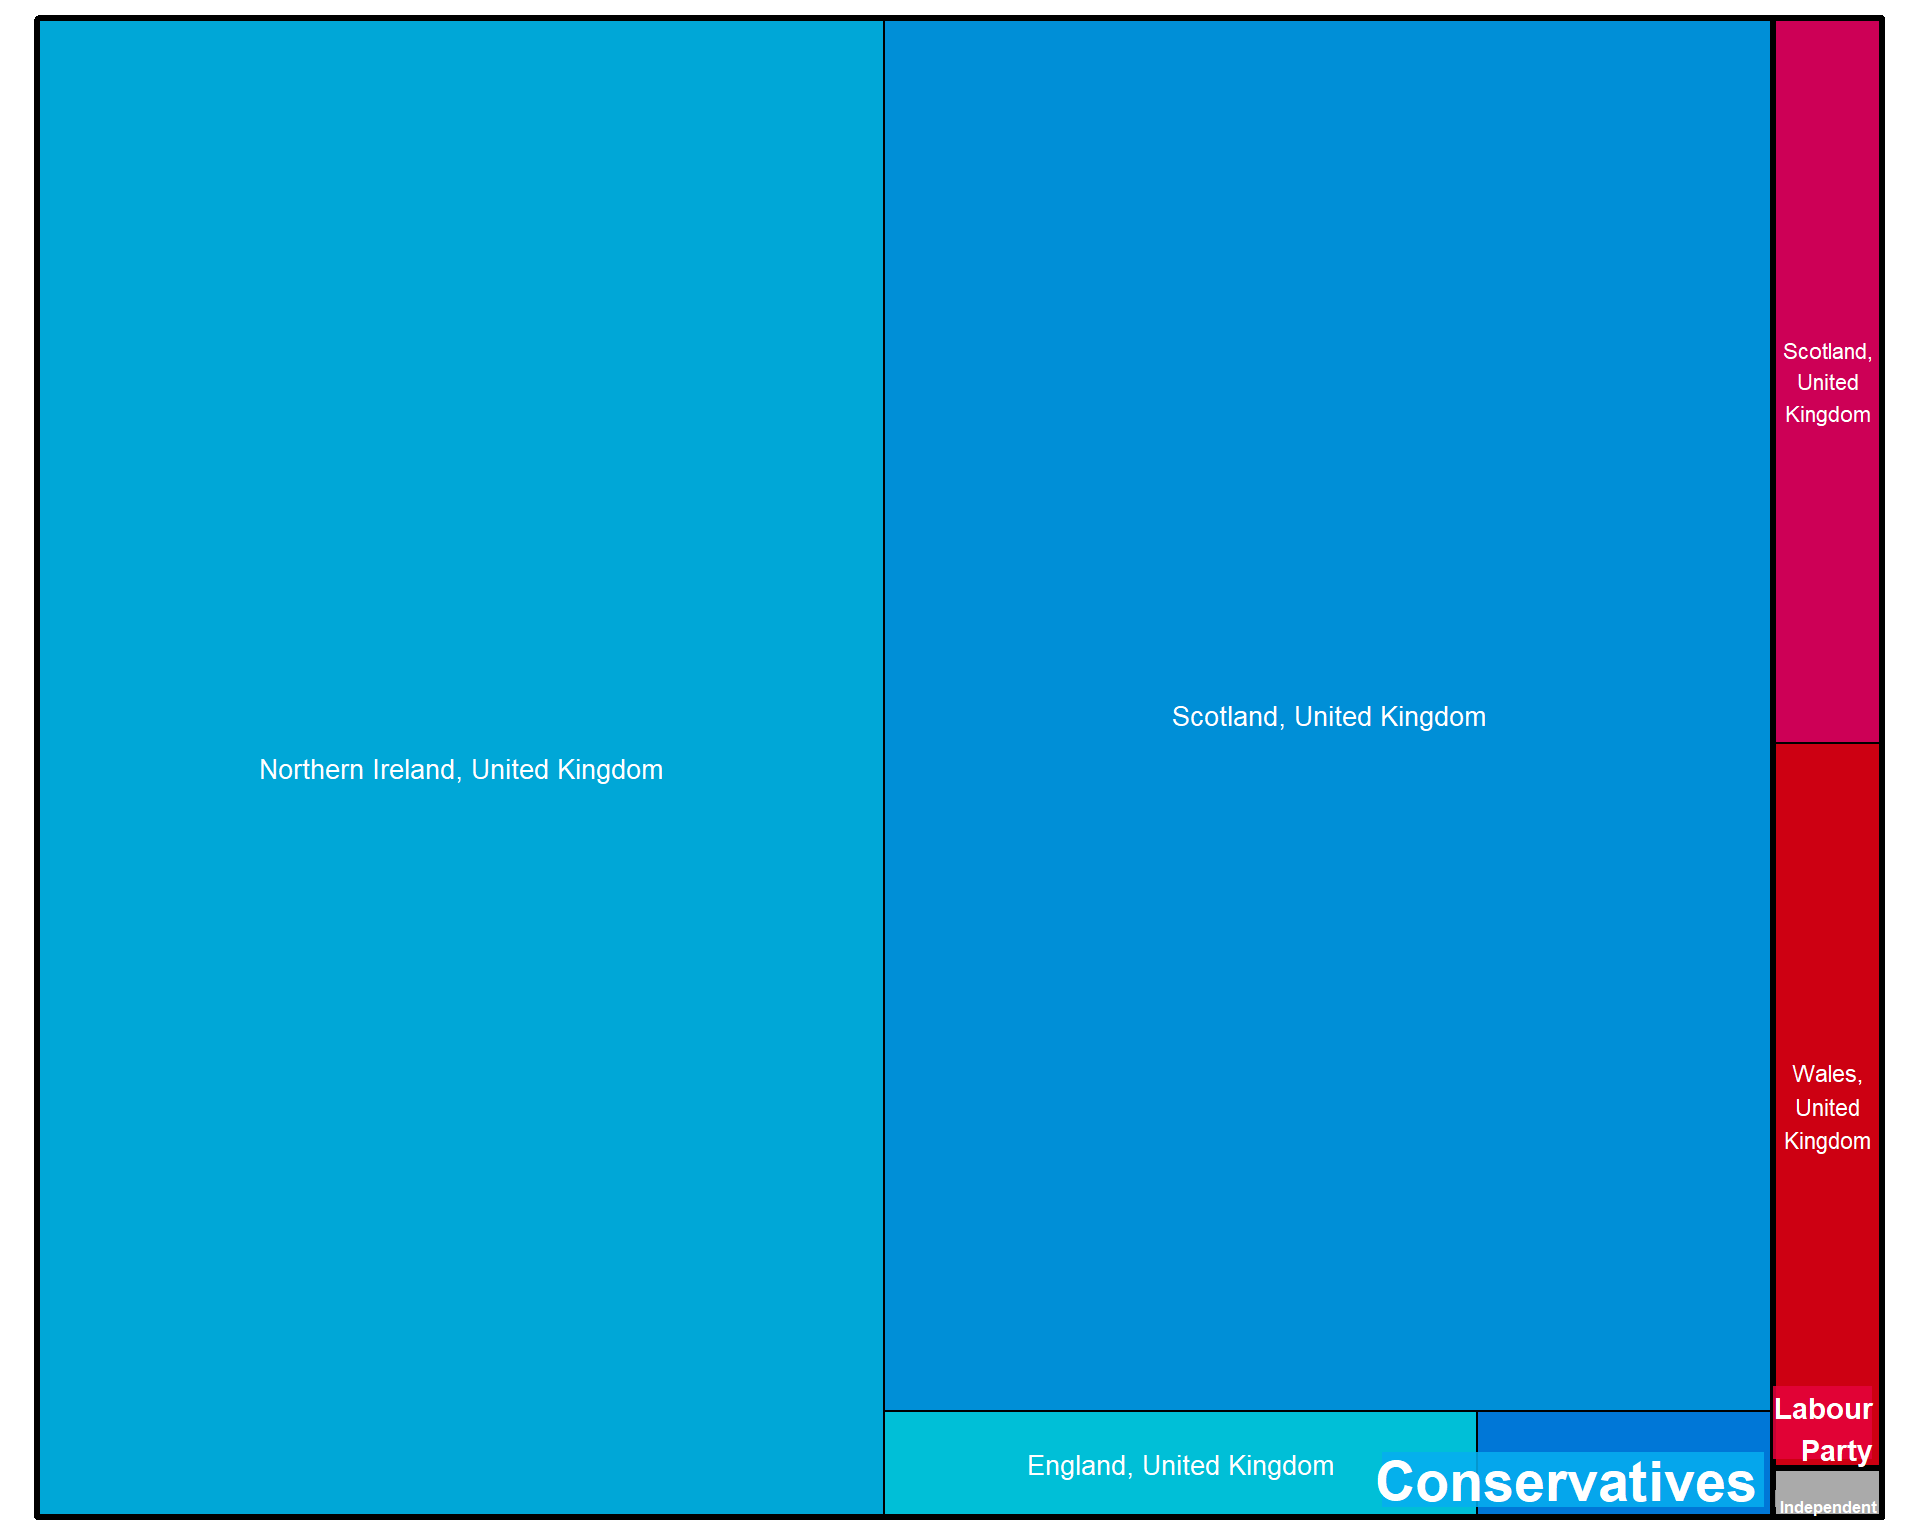 Northern Ireland, United Kingdom
Scotland, United Kingdom
England, United Kingdom
Conservatives
Scotland,
United
Kingdom
Wales,
United
Kingdom
Labour
Party
Independent